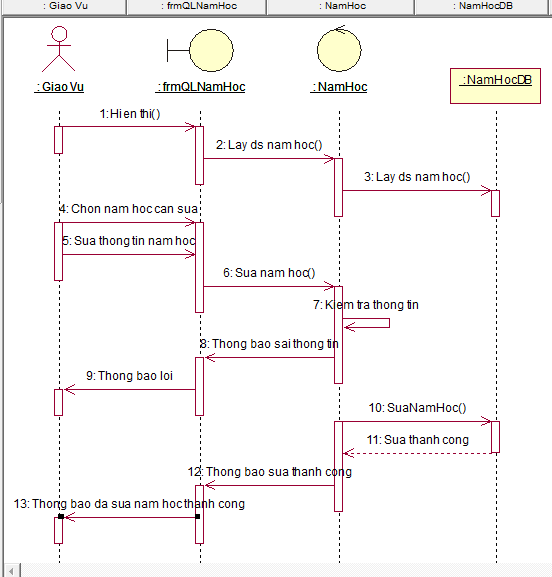 : Giao Vu
: frmQLNamHoc
: NamHoc
: NamHocDB
: Giao Vu
: frmQLNamHoc
: NamHoc
: NamHocDB
1: Hien thi()
2: Lay ds nam hoc()
3: Lay ds nam hoc()
4: Chon nam hoc can sua
5: Sua thong tin nam hoc
6: Sua nam hoc()
7: Kiem tra thong tin
8: Thong bao sai thong tin
9: Thong bao loi
10: SuaNamHoc()
11: Sua thanh cong
12: Thong bao sua thanh cong
13: Thong bao da sua nam hoc thanh cong